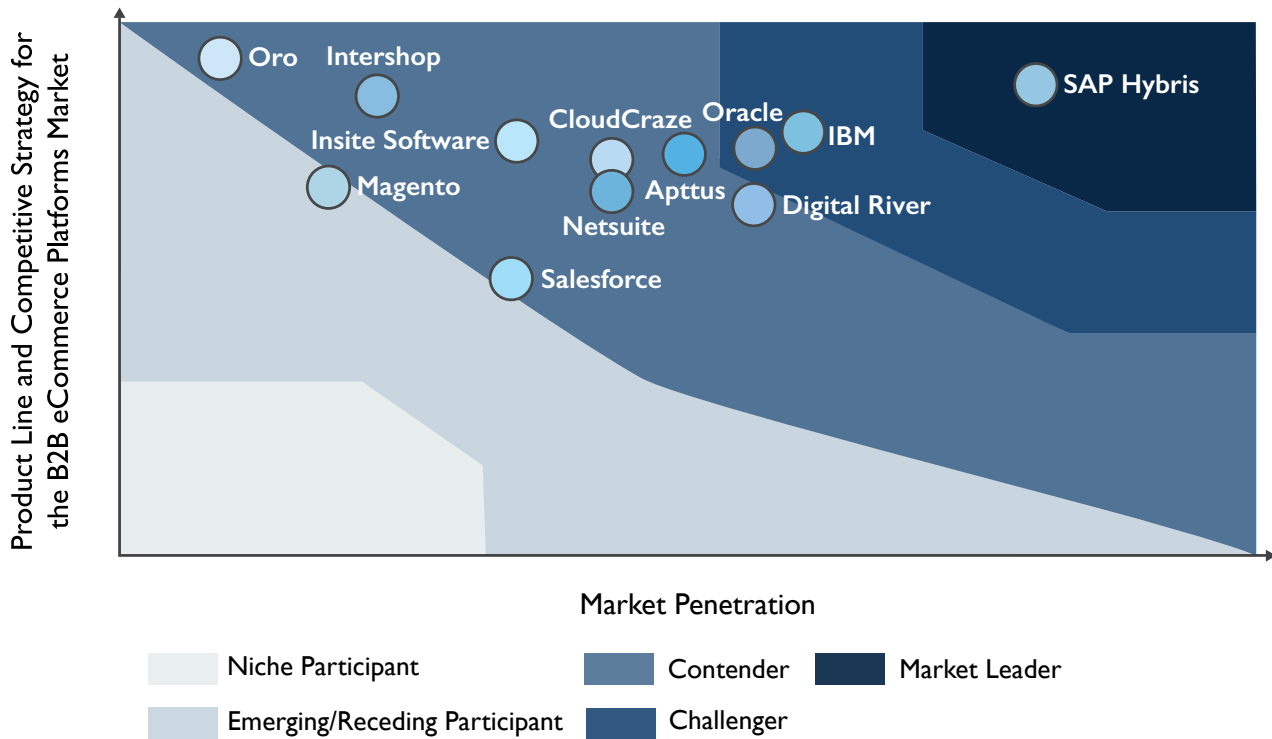 Product Line and Competitive Strategy for
the B2B eCommerce Platforms Market
Oro
Intershop
SAP Hybris
CloudCraze
Oracle
Insite Software
IBM
Magento
Apttus
Digital River
Netsuite
Salesforce
Market Penetration
Niche Participant
Contender
Market Leader
Emerging/Receding Participant
Challenger